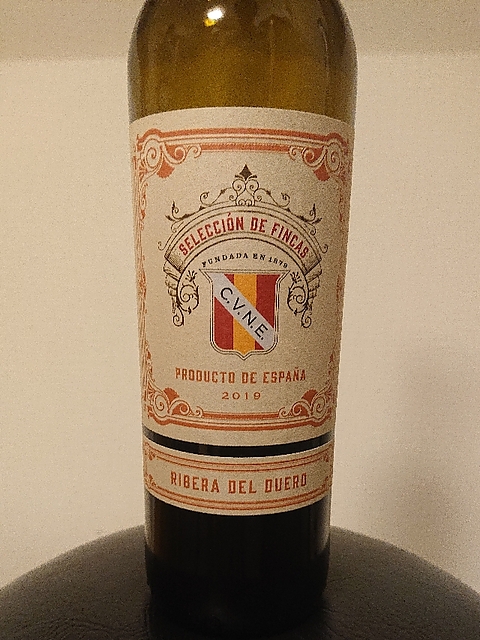 SELECCIÓN DE FINCAS
FUNDADA EN 1879
C.V.N.E.
PRODUCTO DE ESPAÑA
2019
RIBERA DEL DUERO